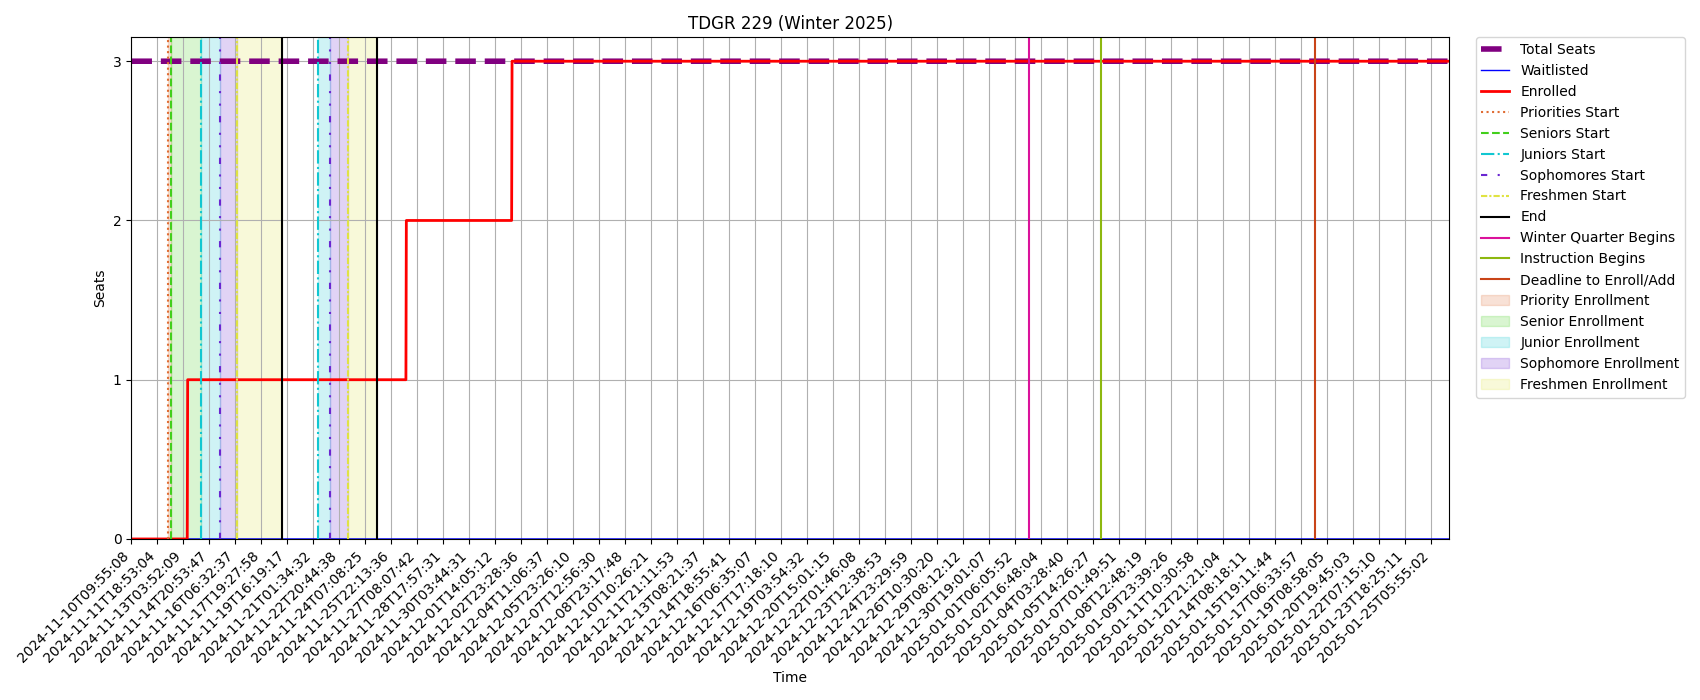 TDGR 229 (Winter 2025)
Seats
3
2
1
0
2024-11-10T09:55:08
2024-11-11T18:53:04
2024-11-13T03:52:09
2024-11-14T20:53:47
2024-11-16T06:32:37
2024-11-17T19:27:58
2024-11-19T16:19:17
2024-11-21T01:34:32
2024-11-22T20:44:38
2024-11-24T07:08:25
2024-11-25T22:13:36
2024-11-27T08:07:42
2024-11-28T17:57:31
2024-11-30T03:44:31
2024-12-01T14:05:12
2024-12-02T23:28:36
2024-12-04T11:06:37
2024-12-05T23:26:10
2024-12-07T12:56:30
2024-12-08T23:17:48
2024-12-10T10:26:21
2024-12-11T21:11:53
2024-12-13T08:21:37
2024-12-14T18:55:41
2024-12-16T06:35:07
2024-12-17T17:18:10
2024-12-19T03:54:32
2024-12-20T15:01:15
2024-12-22T01:46:08
2024-12-23T12:38:53
2024-12-24T23:29:59
2024-12-26T10:30:20
2024-12-29T08:12:12
2024-12-30T19:01:07
2025-01-01T06:05:52
2025-01-02T16:48:04
2025-01-04T03:28:40
2025-01-05T14:26:27
2025-01-07T01:49:51
2025-01-08T12:48:19
2025-01-09T23:39:26
2025-01-11T10:30:58
2025-01-12T21:21:04
2025-01-14T08:18:11
2025-01-15T19:11:44
2025-01-17T06:33:57
2025-01-19T08:58:05
2025-01-20T19:45:03
2025-01-22T07:15:10
2025-01-23T18:25:11
2025-01-25T05:55:02
Time
Total Seats
Waitlisted
Enrolled
Priorities Start
Seniors Start
Juniors Start
Sophomores Start
Freshmen Start
End
Winter Quarter Begins
Instruction Begins
Deadline to Enroll/Add
Priority Enrollment
Senior Enrollment
Junior Enrollment
Sophomore Enrollment
Freshmen Enrollment